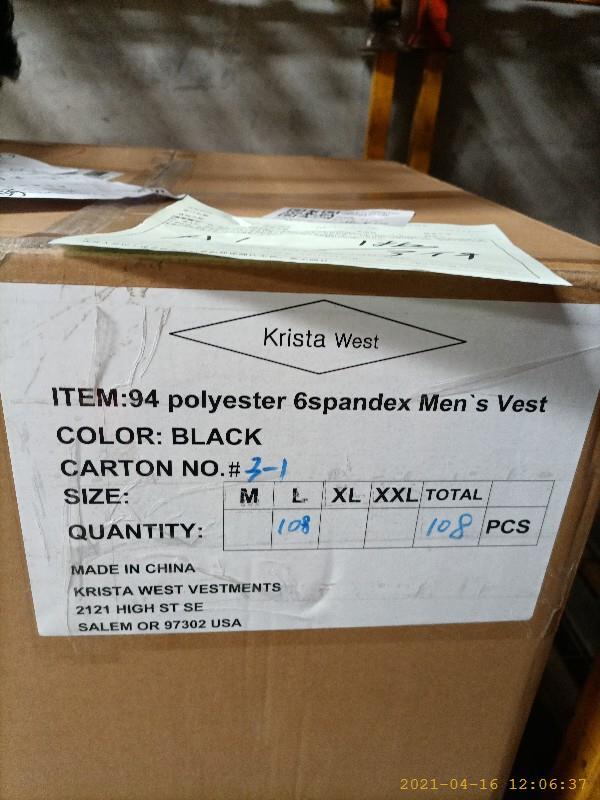 Krista West
ITEM:94 polyester 6spandex Men`s Vest
COLOR: BLACK
CARTON NO.#3-1
SIZE: M L XL XXL TOTAL
QUANTITY: 108 108 PCS
MADE IN CHINA
KRISTA WEST VESTMENTS
2121 HIGH ST SE
SALEM OR 97302 USA
2021-04-16 12:06:37